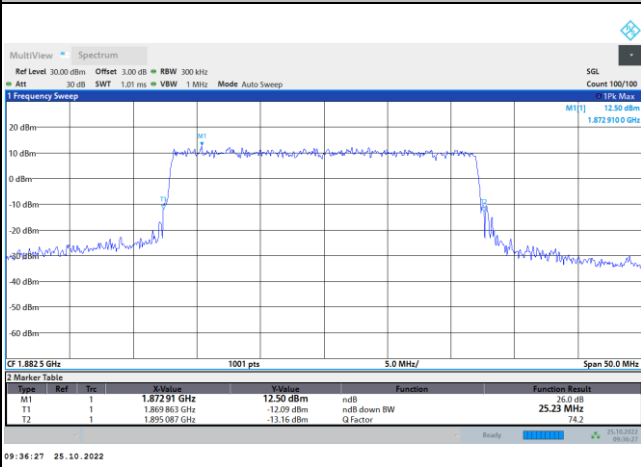 MultiView Spectrum
Ref Level 30.00 dBm Offset 3.00 dB RBW 300 kHz SGL
Att 30 dB SWT 1.01 ms VBW 1 MHz Mode Auto Sweep Count 100/100
1 Frequency Sweep 1Pk Max
M1[1] 12.50 dBm
1.872 910 0 GHz
20 dBm
M1
10 dBm
0 dBm
T1
T2
-10 dBm
-20 dBm
-30 dBm
-40 dBm
-50 dBm
-60 dBm
CF 1.882 5 GHz 1001 pts 5.0 MHz/ Span 50.0 MHz
2 Marker Table
Type Ref Trc X-Value Y-Value Function Function Result
M1 1 1.872 91 GHz 12.50 dBm ndB 26.0 dB
T1 1 1.869 863 GHz -12.09 dBm ndB down BW 25.23 MHz
T2 1 1.895 087 GHz -13.16 dBm Q Factor 74.2
Ready 25.10.2022
09:36:27
09:36:27 25.10.2022